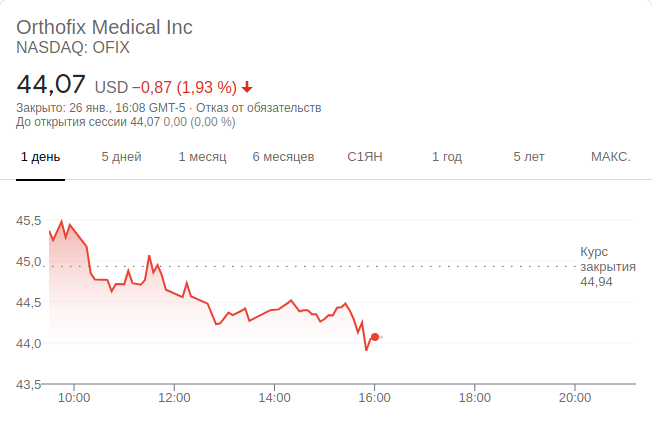 Orthofix Medical Inc
NASDAQ: OFIX
44,07 USD −0,87 (1,93 %)
Закрыто: 26 янв., 16:08 GMT-5 · Отказ от обязательств
До открытия сессии 44,07 0,00 (0,00 %)
1 день 5 дней 1 месяц 6 месяцев С1ЯН 1 год 5 лет МАКС.
45,5
45,0
44,5
44,0
43,5
Курс
закрытия
44,94
10:00 12:00 14:00 16:00 18:00 20:00